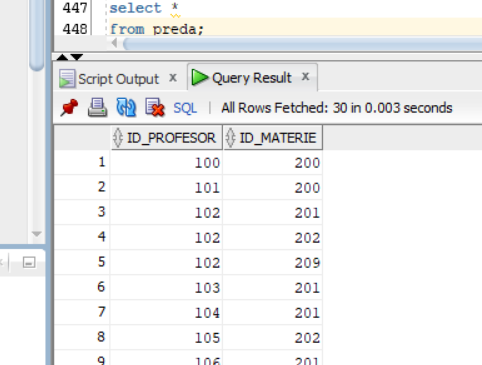 447 select *
448 from preda;
Script Output x Query Result x
SQL | All Rows Fetched: 30 in 0.003 seconds
ID_PROFESOR ID_MATERIE
1 100 200
2 101 200
3 102 201
4 102 202
5 102 209
6 103 201
7 104 201
8 105 202
9 106 201